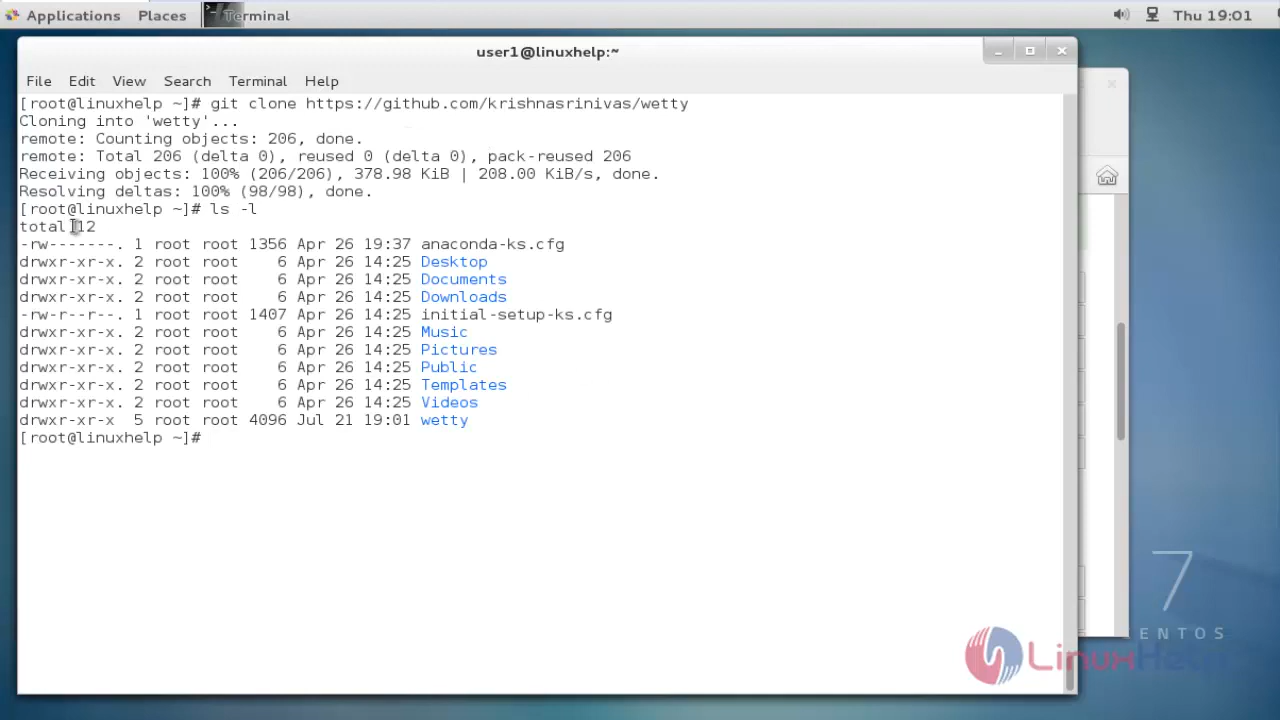 Applications Places Terminal Thu 19:01
user1@linuxhelp:~
File Edit View Search Terminal Help
[root@linuxhelp ~]# git clone https://github.com/krishnasrinivas/wetty
Cloning into 'wetty'...
remote: Counting objects: 206, done.
remote: Total 206 (delta 0), reused 0 (delta 0), pack-reused 206
Receiving objects: 100% (206/206), 378.98 KiB | 208.00 KiB/s, done.
Resolving deltas: 100% (98/98), done.
[root@linuxhelp ~]# ls -l
total 12
-rw-------. 1 root root 1356 Apr 26 19:37 anaconda-ks.cfg
drwxr-xr-x. 2 root root    6 Apr 26 14:25 Desktop
drwxr-xr-x. 2 root root    6 Apr 26 14:25 Documents
drwxr-xr-x. 2 root root    6 Apr 26 14:25 Downloads
-rw-r--r--. 1 root root 1407 Apr 26 14:25 initial-setup-ks.cfg
drwxr-xr-x. 2 root root    6 Apr 26 14:25 Music
drwxr-xr-x. 2 root root    6 Apr 26 14:25 Pictures
drwxr-xr-x. 2 root root    6 Apr 26 14:25 Public
drwxr-xr-x. 2 root root    6 Apr 26 14:25 Templates
drwxr-xr-x. 2 root root    6 Apr 26 14:25 Videos
drwxr-xr-x  5 root root 4096 Jul 21 19:01 wetty
[root@linuxhelp ~]#
7
ENTOS
LinuxHelp